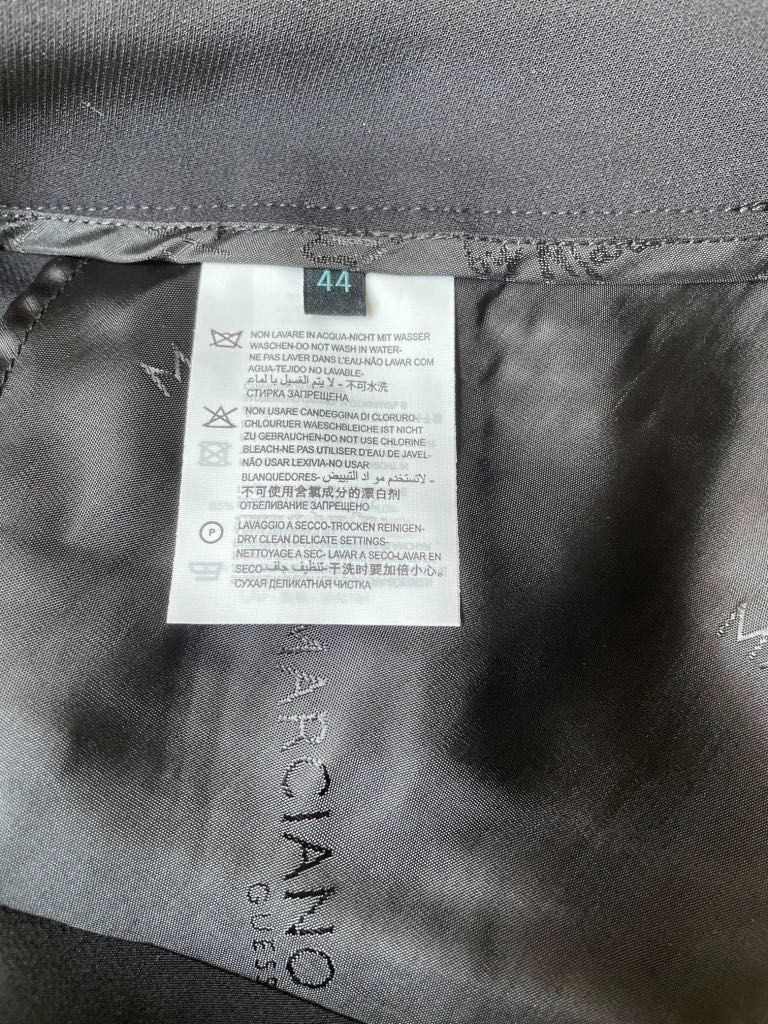 44
NON LAVARE IN ACQUA-NICHT MIT WASSER
WASCHEN-DO NOT WASH IN WATER-
NE PAS LAVER DANS L'EAU-NÃO LAVAR COM
AGUA-TEJIDO NO LAVABLE-
لا يتم الغسيل با لماء - 不可水洗
СТИРКА ЗАПРЕЩЕНА
NON USARE CANDEGGINA DI CLORURO-
CHLOURUER WAESCHBLEICHE IST NICHT
ZU GEBRAUCHEN-DO NOT USE CHLORINE
BLEACH-NE PAS UTILISER D'EAU DE JAVEL-
NÃO USAR LEXIVIA-NO USAR
BLANQUEDORES- لاتستخدم مو اد التبييض -
不可使用含氯成分的漂白剂
ОТБЕЛИВАНИЕ ЗАПРЕЩЕНО
P
LAVAGGIO A SECCO-TROCKEN REINIGEN-
DRY CLEAN DELICATE SETTINGS-
NETTOYAGE A SEC- LAVAR A SECO-LAVAR EN
SECO-تنظيف جاف-干洗时要加倍小心。
СУХАЯ ДЕЛИКАТНАЯ ЧИСТКА
MARCIANO
GUESS